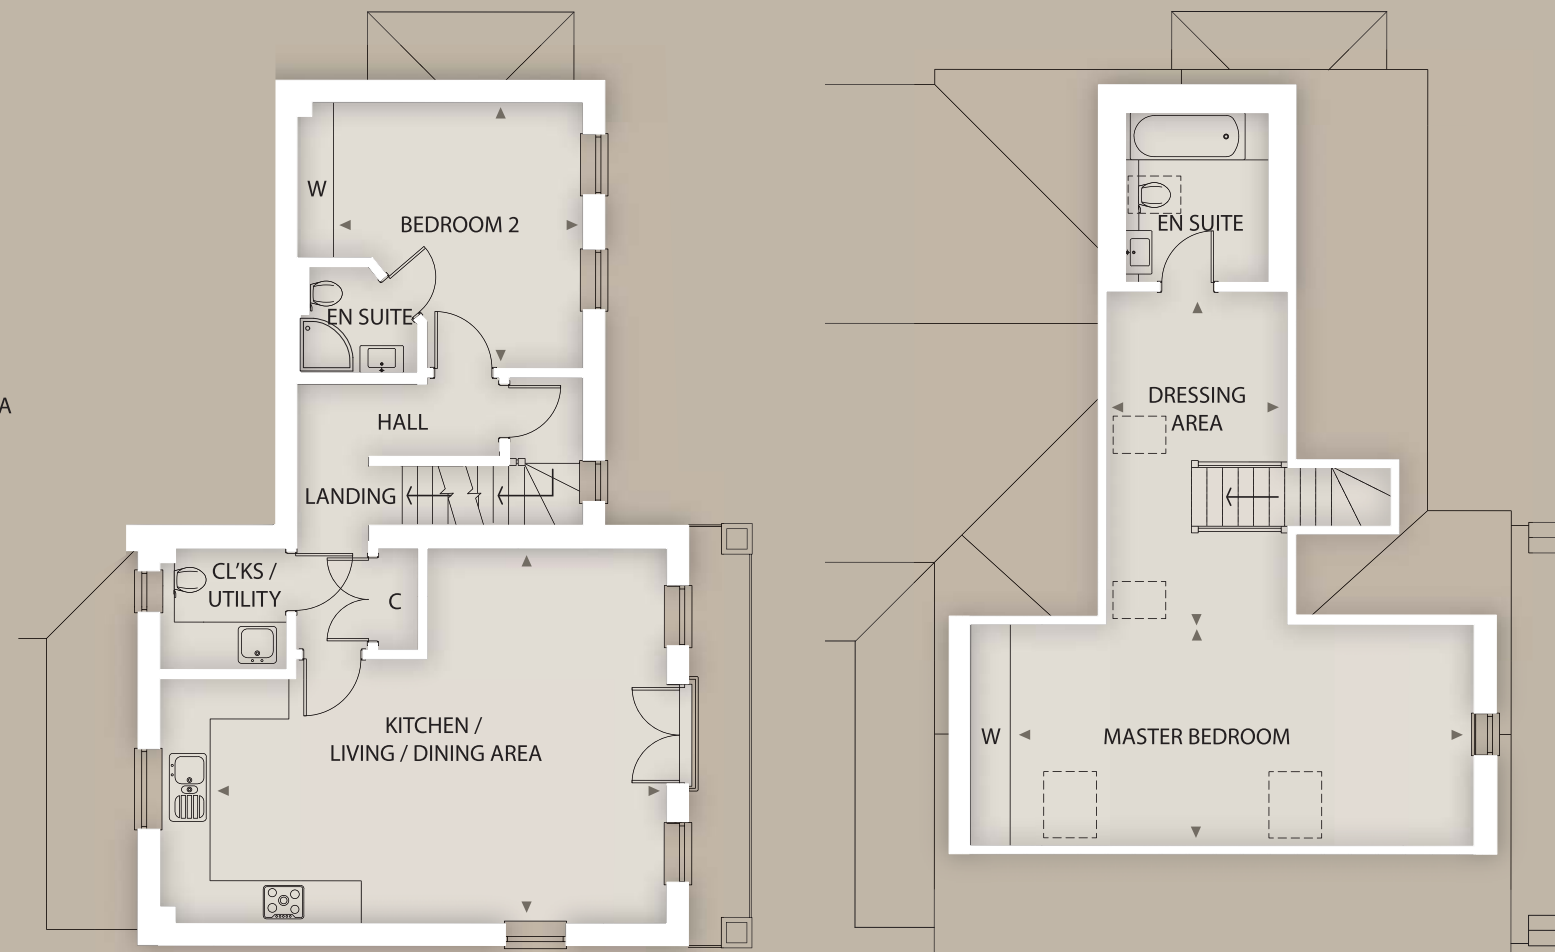 A
W
BEDROOM 2
EN SUITE
HALL
LANDING
CL'KS /
UTILITY
C
KITCHEN /
LIVING / DINING AREA
EN SUITE
DRESSING
AREA
W
MASTER BEDROOM